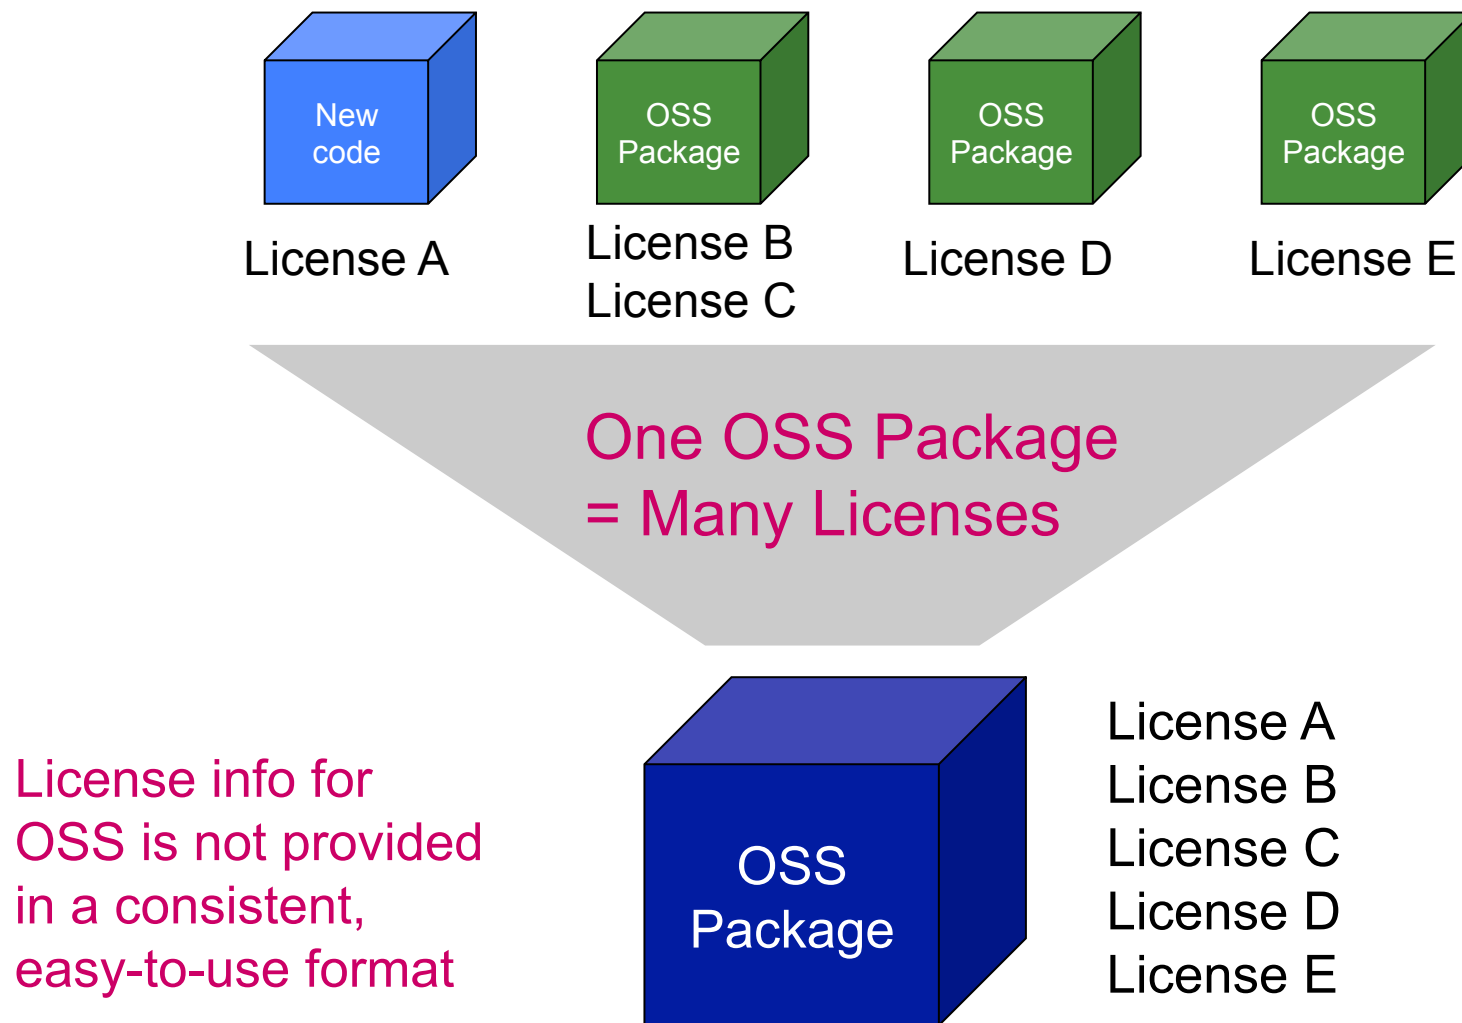 New
code
OSS
Package
OSS
Package
OSS
Package
License A
License B
License C
License D
License E
One OSS Package
= Many Licenses
License info for
OSS is not provided
in a consistent,
easy-to-use format
OSS
Package
License A
License B
License C
License D
License E